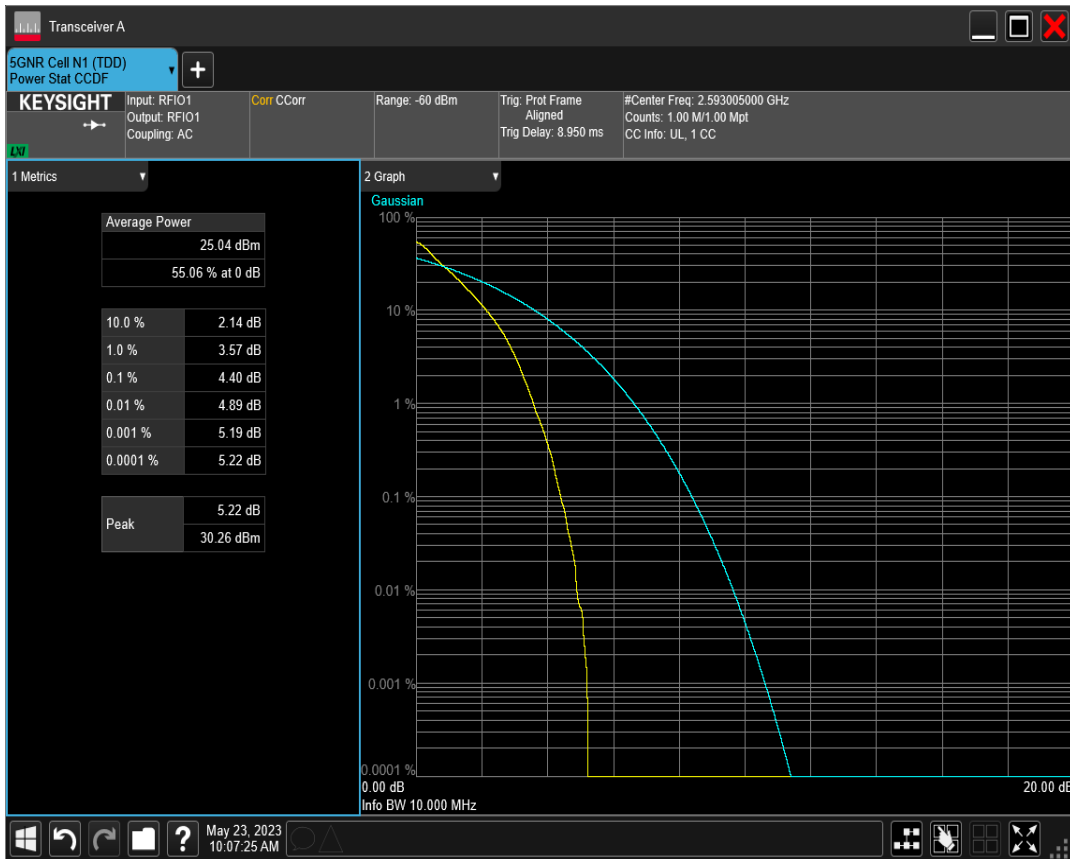 Transceiver A
5GNR Cell N1 (TDD)
Power Stat CCDF
+
KEYSIGHT
LXI
Input: RFIO1
Output: RFIO1
Coupling: AC
Corr CCorr
Range: -60 dBm
Trig: Prot Frame
Aligned
Trig Delay: 8.950 ms
#Center Freq: 2.593005000 GHz
Counts: 1.00 M/1.00 Mpt
CC Info: UL, 1 CC
1 Metrics
Average Power
25.04 dBm
55.06 % at 0 dB
10.0 % 2.14 dB
1.0 % 3.57 dB
0.1 % 4.40 dB
0.01 % 4.89 dB
0.001 % 5.19 dB
0.0001 % 5.22 dB
Peak
5.22 dB
30.26 dBm
2 Graph
Gaussian
100 %
10 %
1 %
0.1 %
0.01 %
0.001 %
0.0001 %
0.00 dB 20.00 dB
Info BW 10.000 MHz
?
May 23, 2023
10:07:25 AM